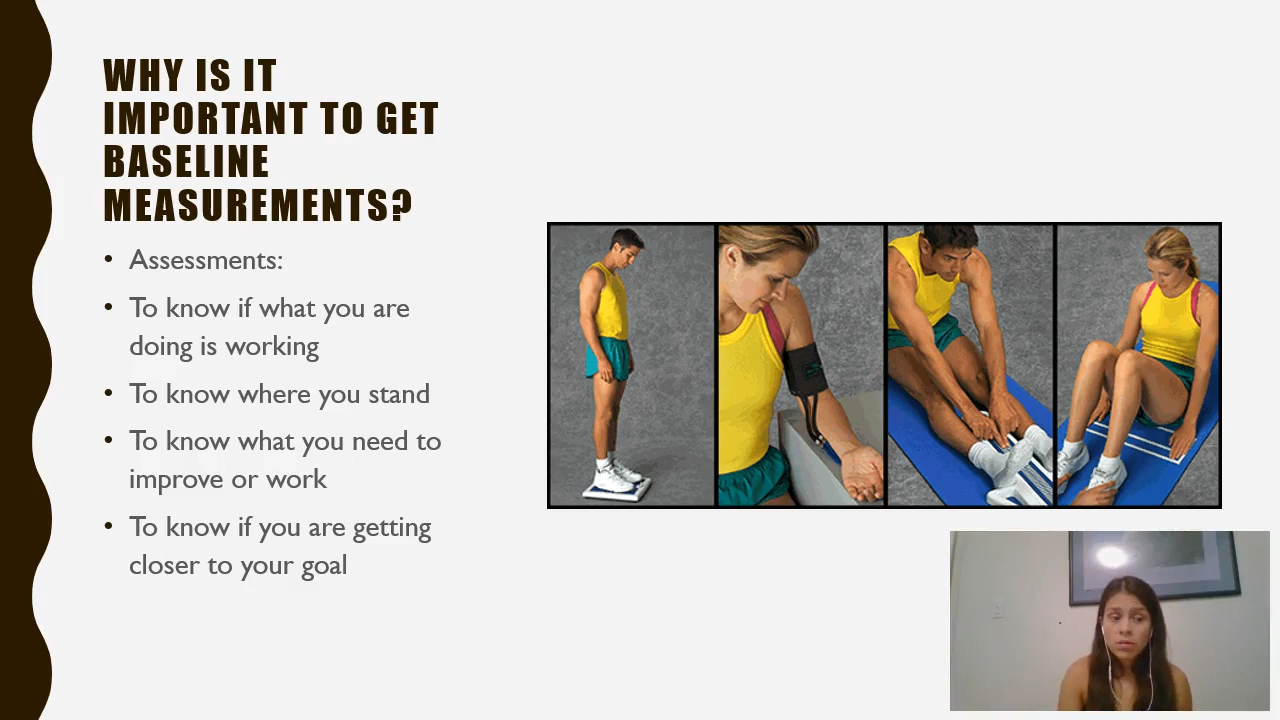 WHY IS IT
IMPORTANT TO GET
BASELINE
MEASUREMENTS?
• Assessments:
• To know if what you are
doing is working
• To know where you stand
• To know what you need to
improve or work
• To know if you are getting
closer to your goal